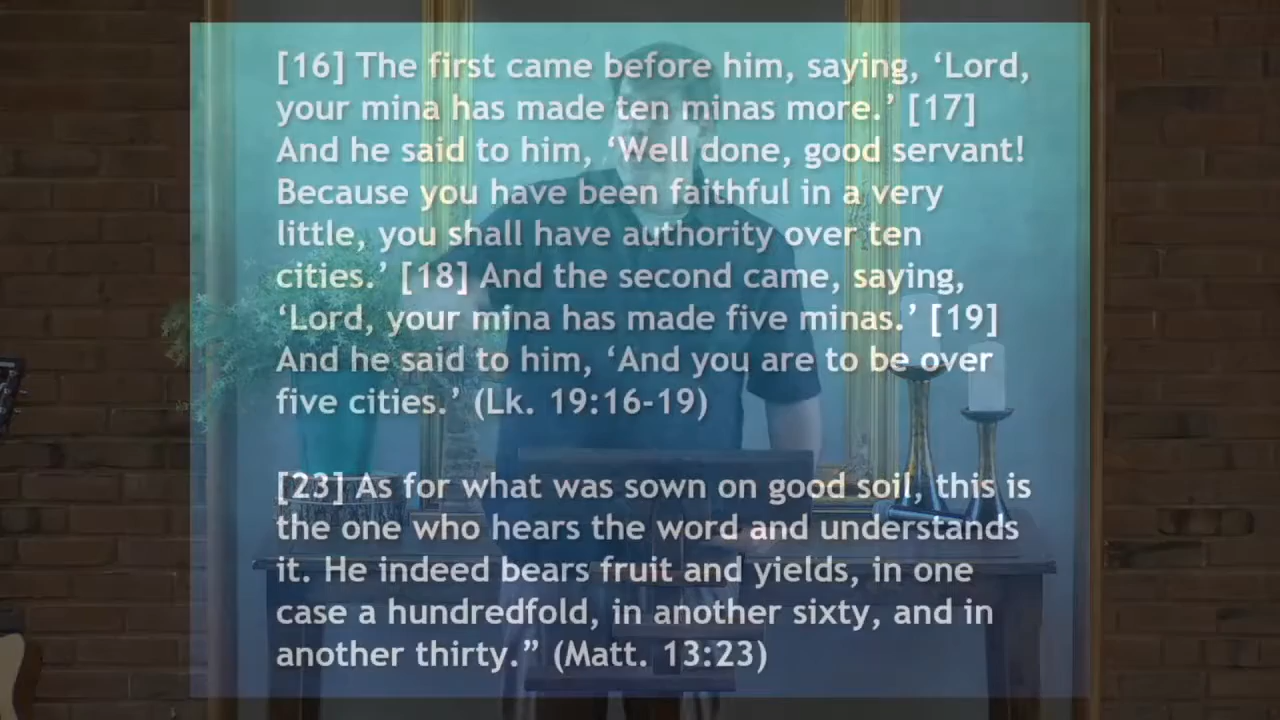 [16] The first came before him, saying, ‘Lord,
your mina has made ten minas more.’ [17]
And he said to him, ‘Well done, good servant!
Because you have been faithful in a very
little, you shall have authority over ten
cities.’ [18] And the second came, saying,
‘Lord, your mina has made five minas.’ [19]
And he said to him, ‘And you are to be over
five cities.’ (Lk. 19:16-19)
[23] As for what was sown on good soil, this is
the one who hears the word and understands
it. He indeed bears fruit and yields, in one
case a hundredfold, in another sixty, and in
another thirty.” (Matt. 13:23)